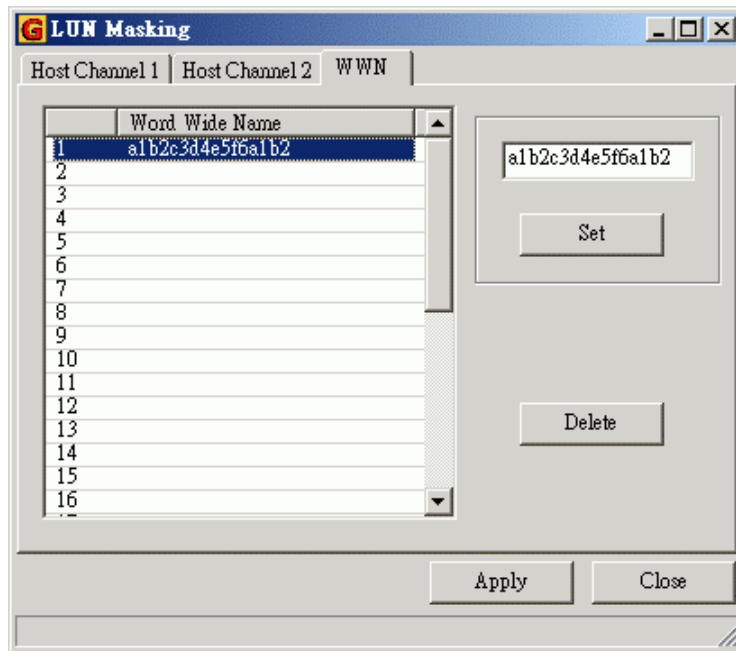 G LUN Masking
Host Channel 1 Host Channel 2 WWN
Word Wide Name
1 a1b2c3d4e5f6a1b2
2
3
4
5
6
7
8
9
10
11
12
13
14
15
16
a1b2c3d4e5f6a1b2
Set
Delete
Apply Close